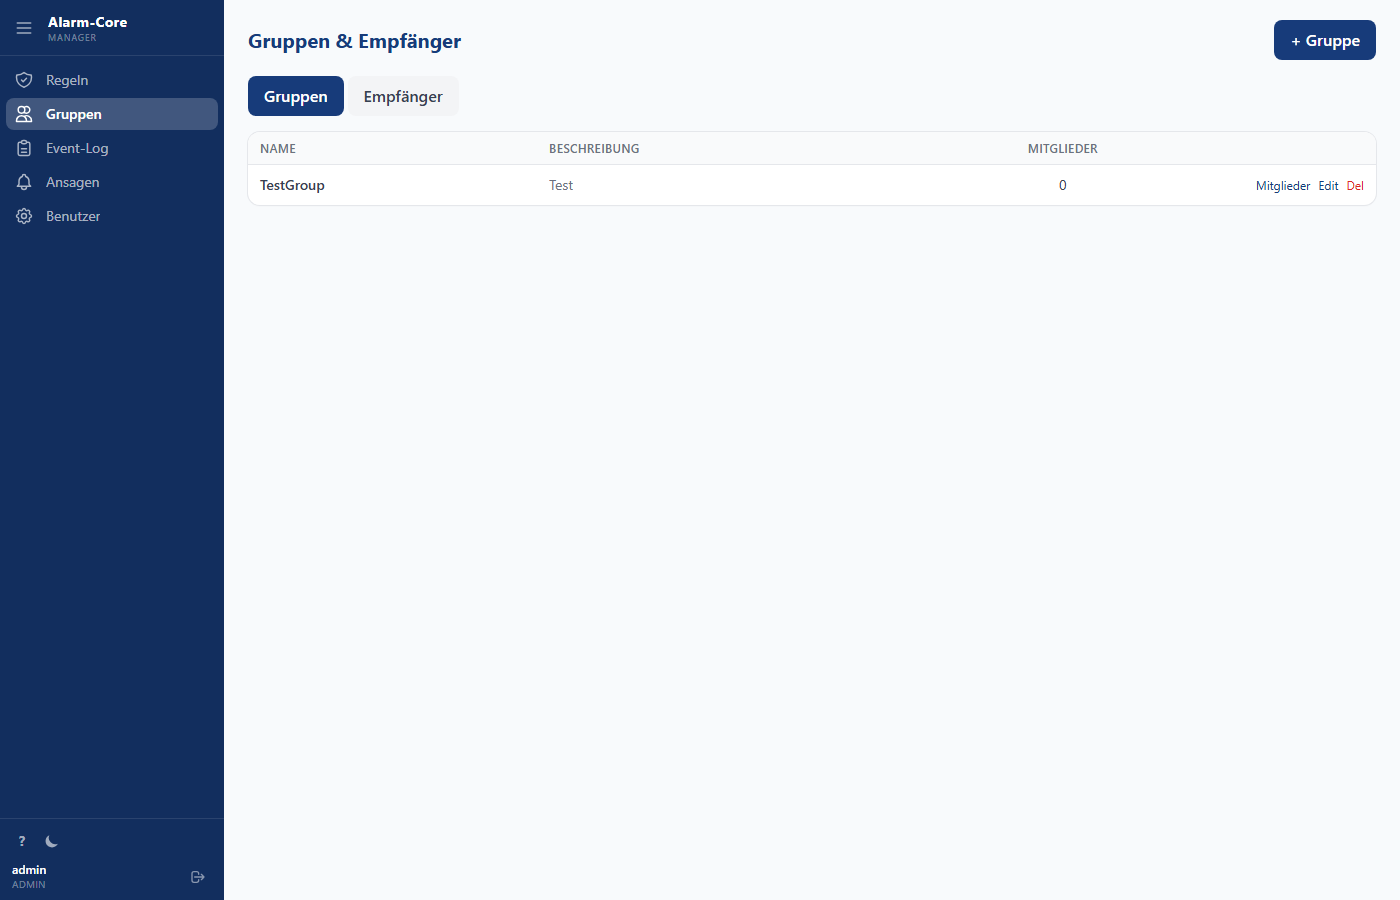 Alarm-Core
MANAGER
Regeln
Gruppen
Event-Log
Ansagen
Benutzer
?
admin
ADMIN
Gruppen & Empfänger
+ Gruppe
Gruppen Empfänger
NAME BESCHREIBUNG MITGLIEDER
TestGroup Test 0 Mitglieder Edit Del